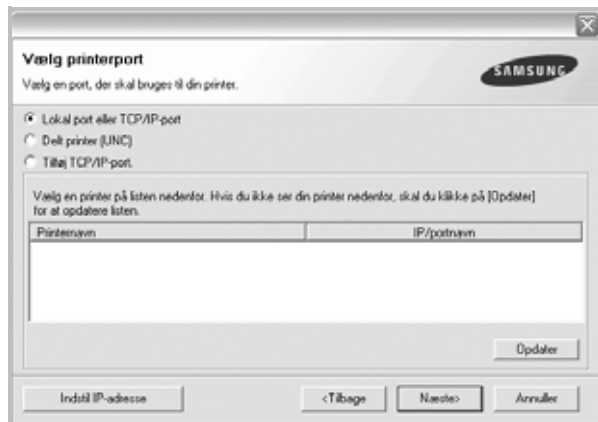 Vælg printerport
Vælg en port, der skal bruges til din printer.
SAMSUNG
Lokal port eller TCP/IP-port
Delt printer (UNC)
Tilføj TCP/IP-port.
Vælg en printer på listen nedenfor. Hvis du ikke ser din printer nedenfor, skal du klikke på [Opdater]
for at opdatere listen.
Printernavn IP/portnavn
Opdater
Indstil IP-adresse <Tilbage Næste> Annuller